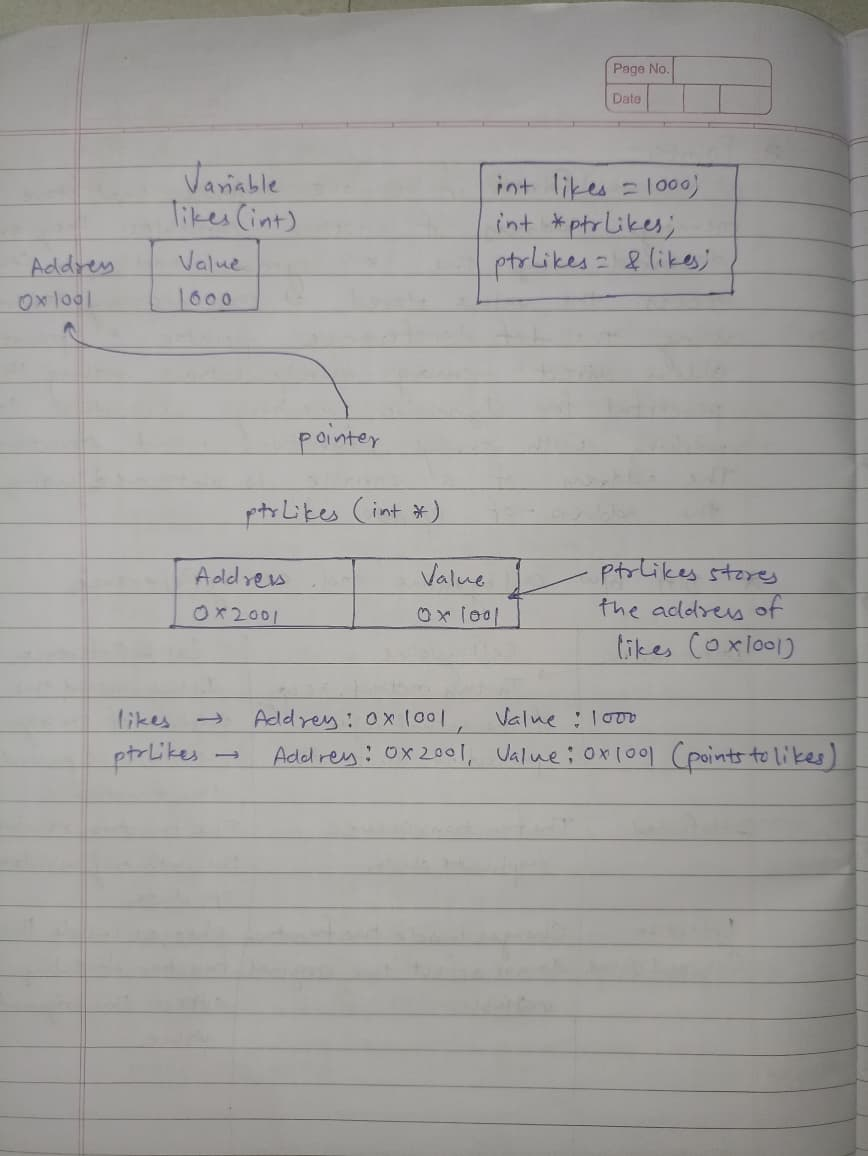 Page No.
Date
Variable
likes (int)
Address
0x1001
Value
1000
int likes = 1000;
int *ptrLikes;
ptrLikes = &likes;
pointer
ptrLikes (int *)
Address Value
0x2001 0x1001
ptrLikes stores
the address of
likes (0x1001)
likes → Address: 0x1001, Value: 1000
ptrLikes → Address: 0x2001, Value: 0x1001 (points to likes)